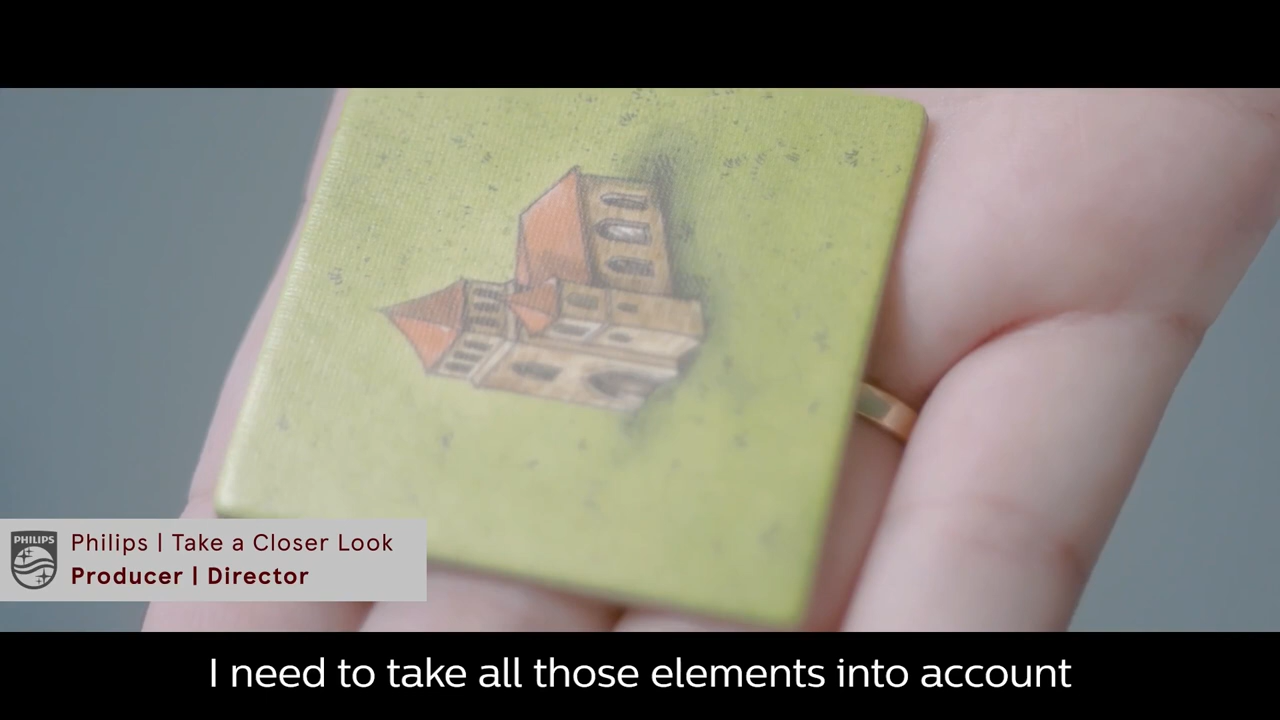 PHILIPS
Philips | Take a Closer Look
Producer | Director
I need to take all those elements into account